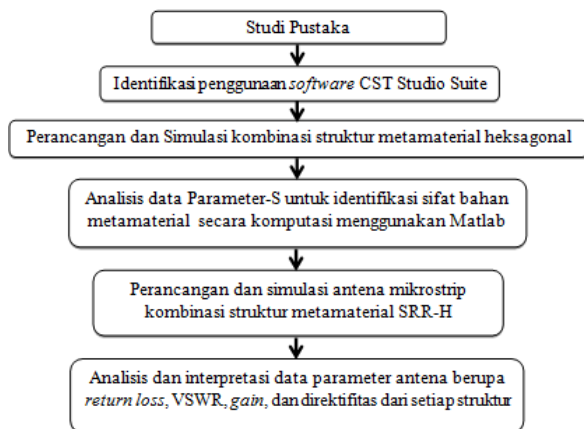 Studi Pustaka
Identifikasi penggunaan software CST Studio Suite
Perancangan dan Simulasi kombinasi struktur metamaterial heksagonal
Analisis data Parameter-S untuk identifikasi sifat bahan
metamaterial secara komputasi menggunakan Matlab
Perancangan dan simulasi antena mikrostrip
kombinasi struktur metamaterial SRR-H
Analisis dan interpretasi data parameter antena berupa
return loss, VSWR, gain, dan direktifitas dari setiap struktur